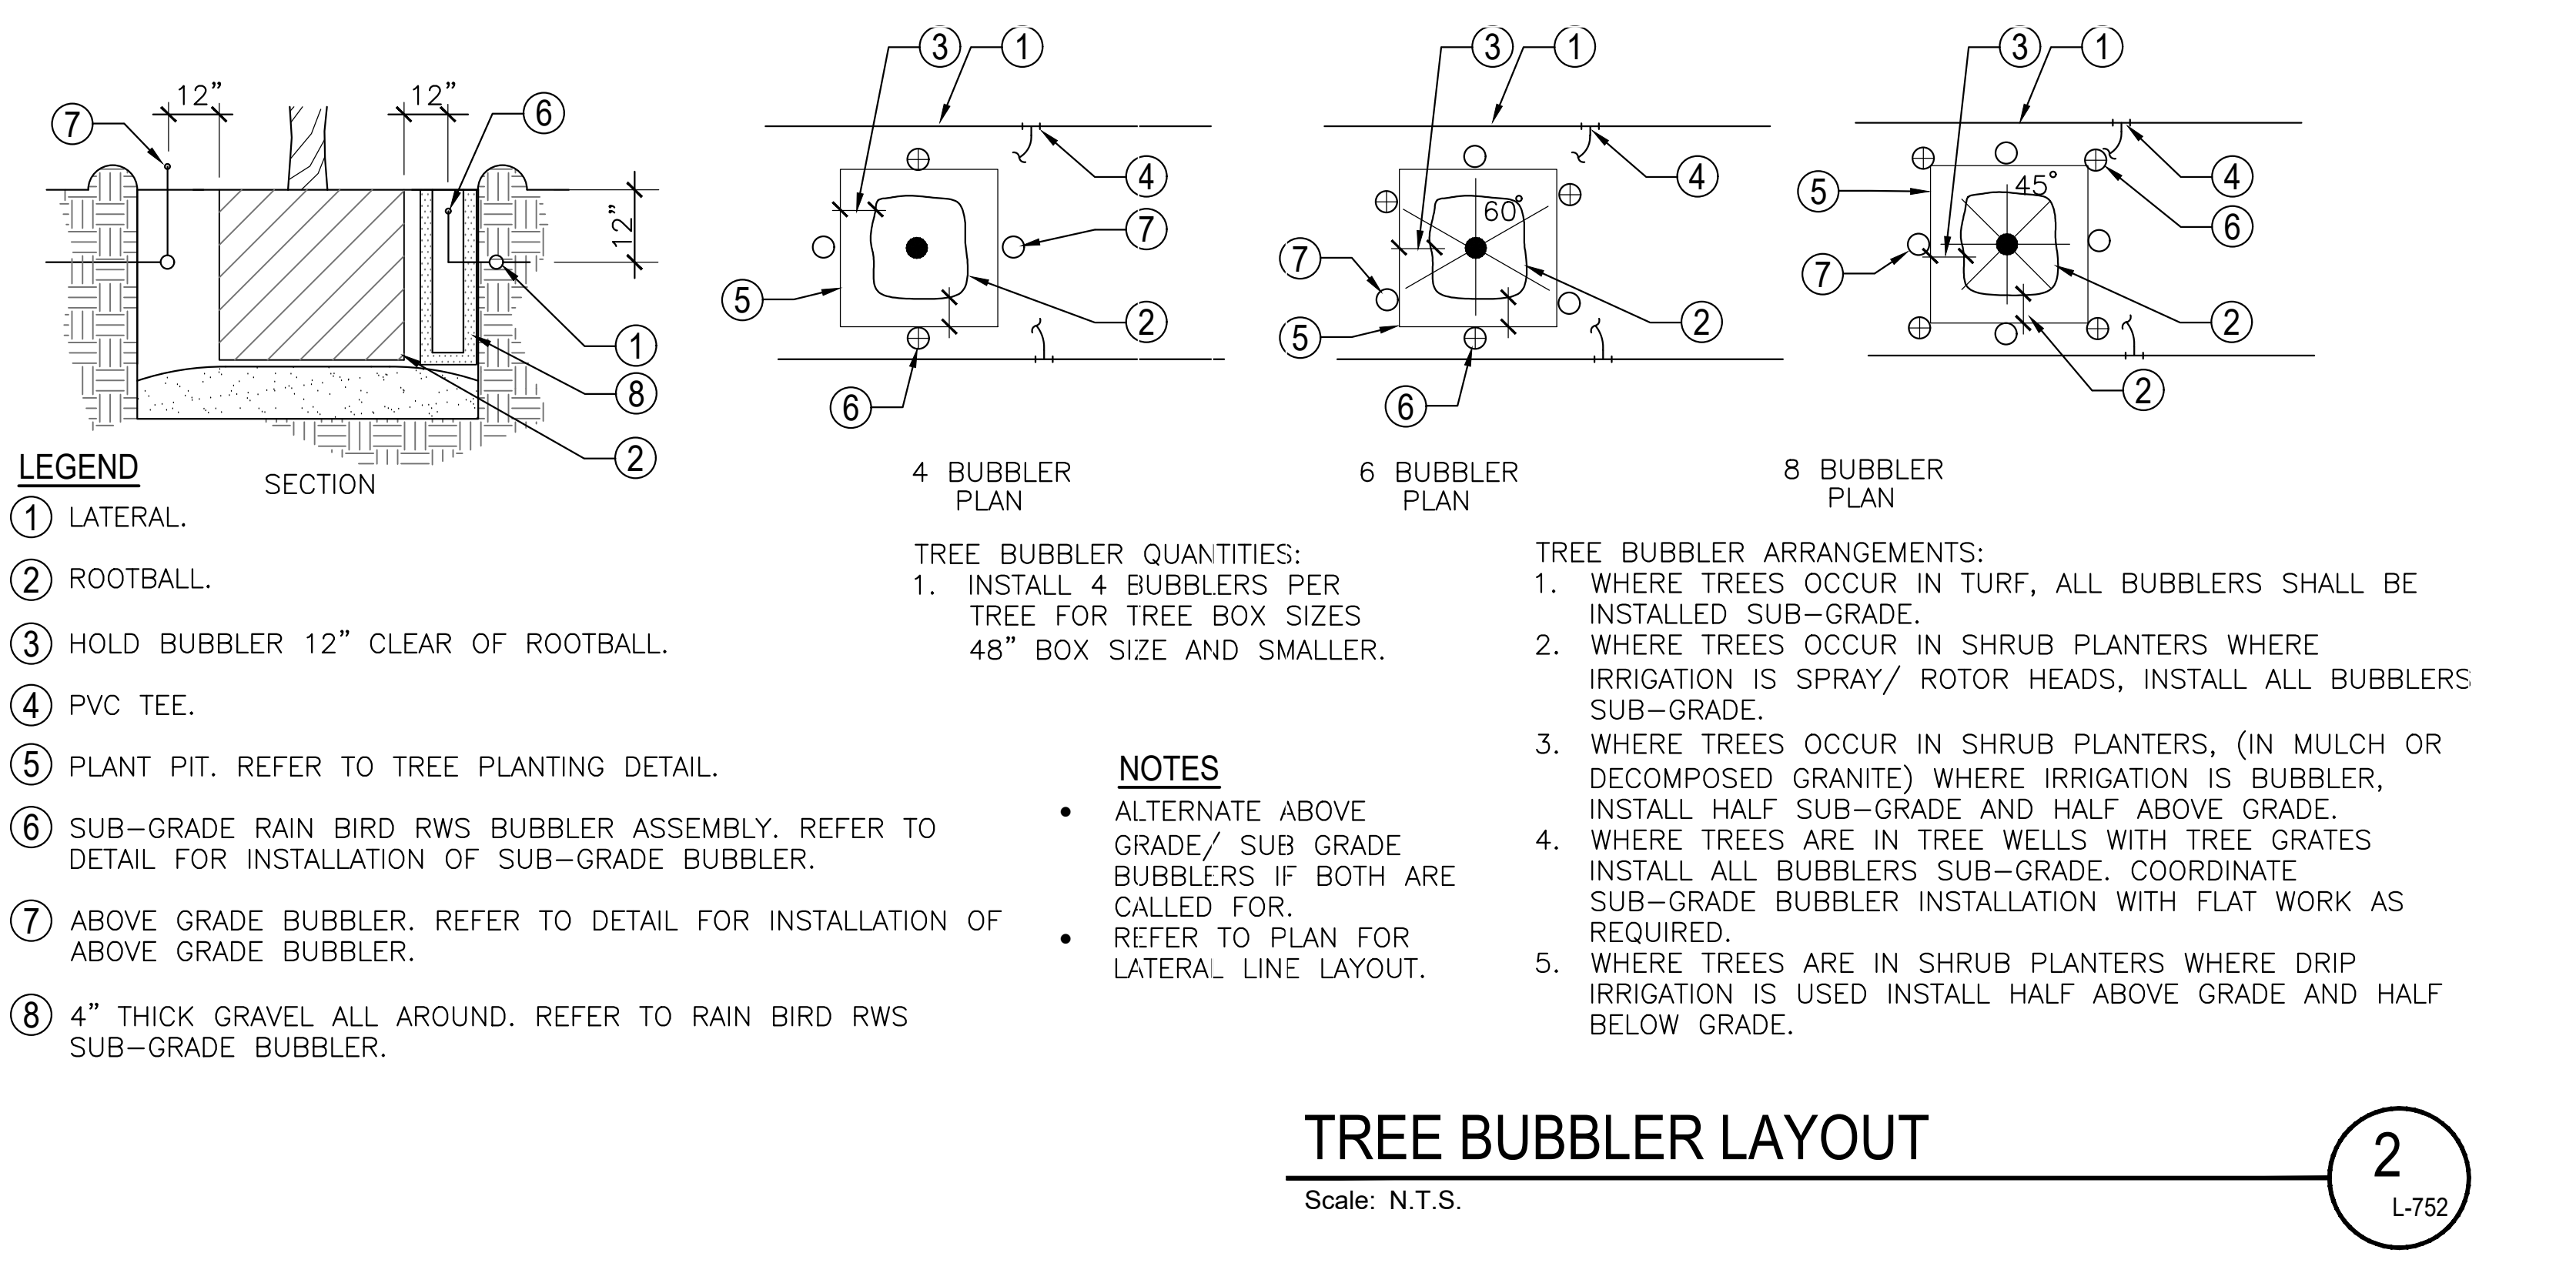 3 1 3 1 3 1
12” 12”
7 6
4 4 4
5 45° 6
60°
12” 7 7 7
5 2 5 2 2
1
8 6 6 2
2
SECTION
4 BUBBLER
PLAN
6 BUBBLER
PLAN
8 BUBBLER
PLAN
LEGEND
1 LATERAL.
2 ROOTBALL.
3 HOLD BUBBLER 12” CLEAR OF ROOTBALL.
4 PVC TEE.
5 PLANT PIT. REFER TO TREE PLANTING DETAIL.
6 SUB-GRADE RAIN BIRD RWS BUBBLER ASSEMBLY. REFER TO
DETAIL FOR INSTALLATION OF SUB-GRADE BUBBLER.
7 ABOVE GRADE BUBBLER. REFER TO DETAIL FOR INSTALLATION OF
ABOVE GRADE BUBBLER.
8 4” THICK GRAVEL ALL AROUND. REFER TO RAIN BIRD RWS
SUB-GRADE BUBBLER.
TREE BUBBLER QUANTITIES:
1. INSTALL 4 BUBBLERS PER
TREE FOR TREE BOX SIZES
48” BOX SIZE AND SMALLER.
NOTES
• ALTERNATE ABOVE
GRADE/ SUB GRADE
BUBBLERS IF BOTH ARE
CALLED FOR.
• REFER TO PLAN FOR
LATERAL LINE LAYOUT.
TREE BUBBLER ARRANGEMENTS:
1. WHERE TREES OCCUR IN TURF, ALL BUBBLERS SHALL BE
INSTALLED SUB-GRADE.
2. WHERE TREES OCCUR IN SHRUB PLANTERS WHERE
IRRIGATION IS SPRAY/ ROTOR HEADS, INSTALL ALL BUBBLERS
SUB-GRADE.
3. WHERE TREES OCCUR IN SHRUB PLANTERS, (IN MULCH OR
DECOMPOSED GRANITE) WHERE IRRIGATION IS BUBBLER,
INSTALL HALF SUB-GRADE AND HALF ABOVE GRADE.
4. WHERE TREES ARE IN TREE WELLS WITH TREE GRATES
INSTALL ALL BUBBLERS SUB-GRADE. COORDINATE
SUB-GRADE BUBBLER INSTALLATION WITH FLAT WORK AS
REQUIRED.
5. WHERE TREES ARE IN SHRUB PLANTERS WHERE DRIP
IRRIGATION IS USED INSTALL HALF ABOVE GRADE AND HALF
BELOW GRADE.
TREE BUBBLER LAYOUT
Scale: N.T.S.
2
L-752